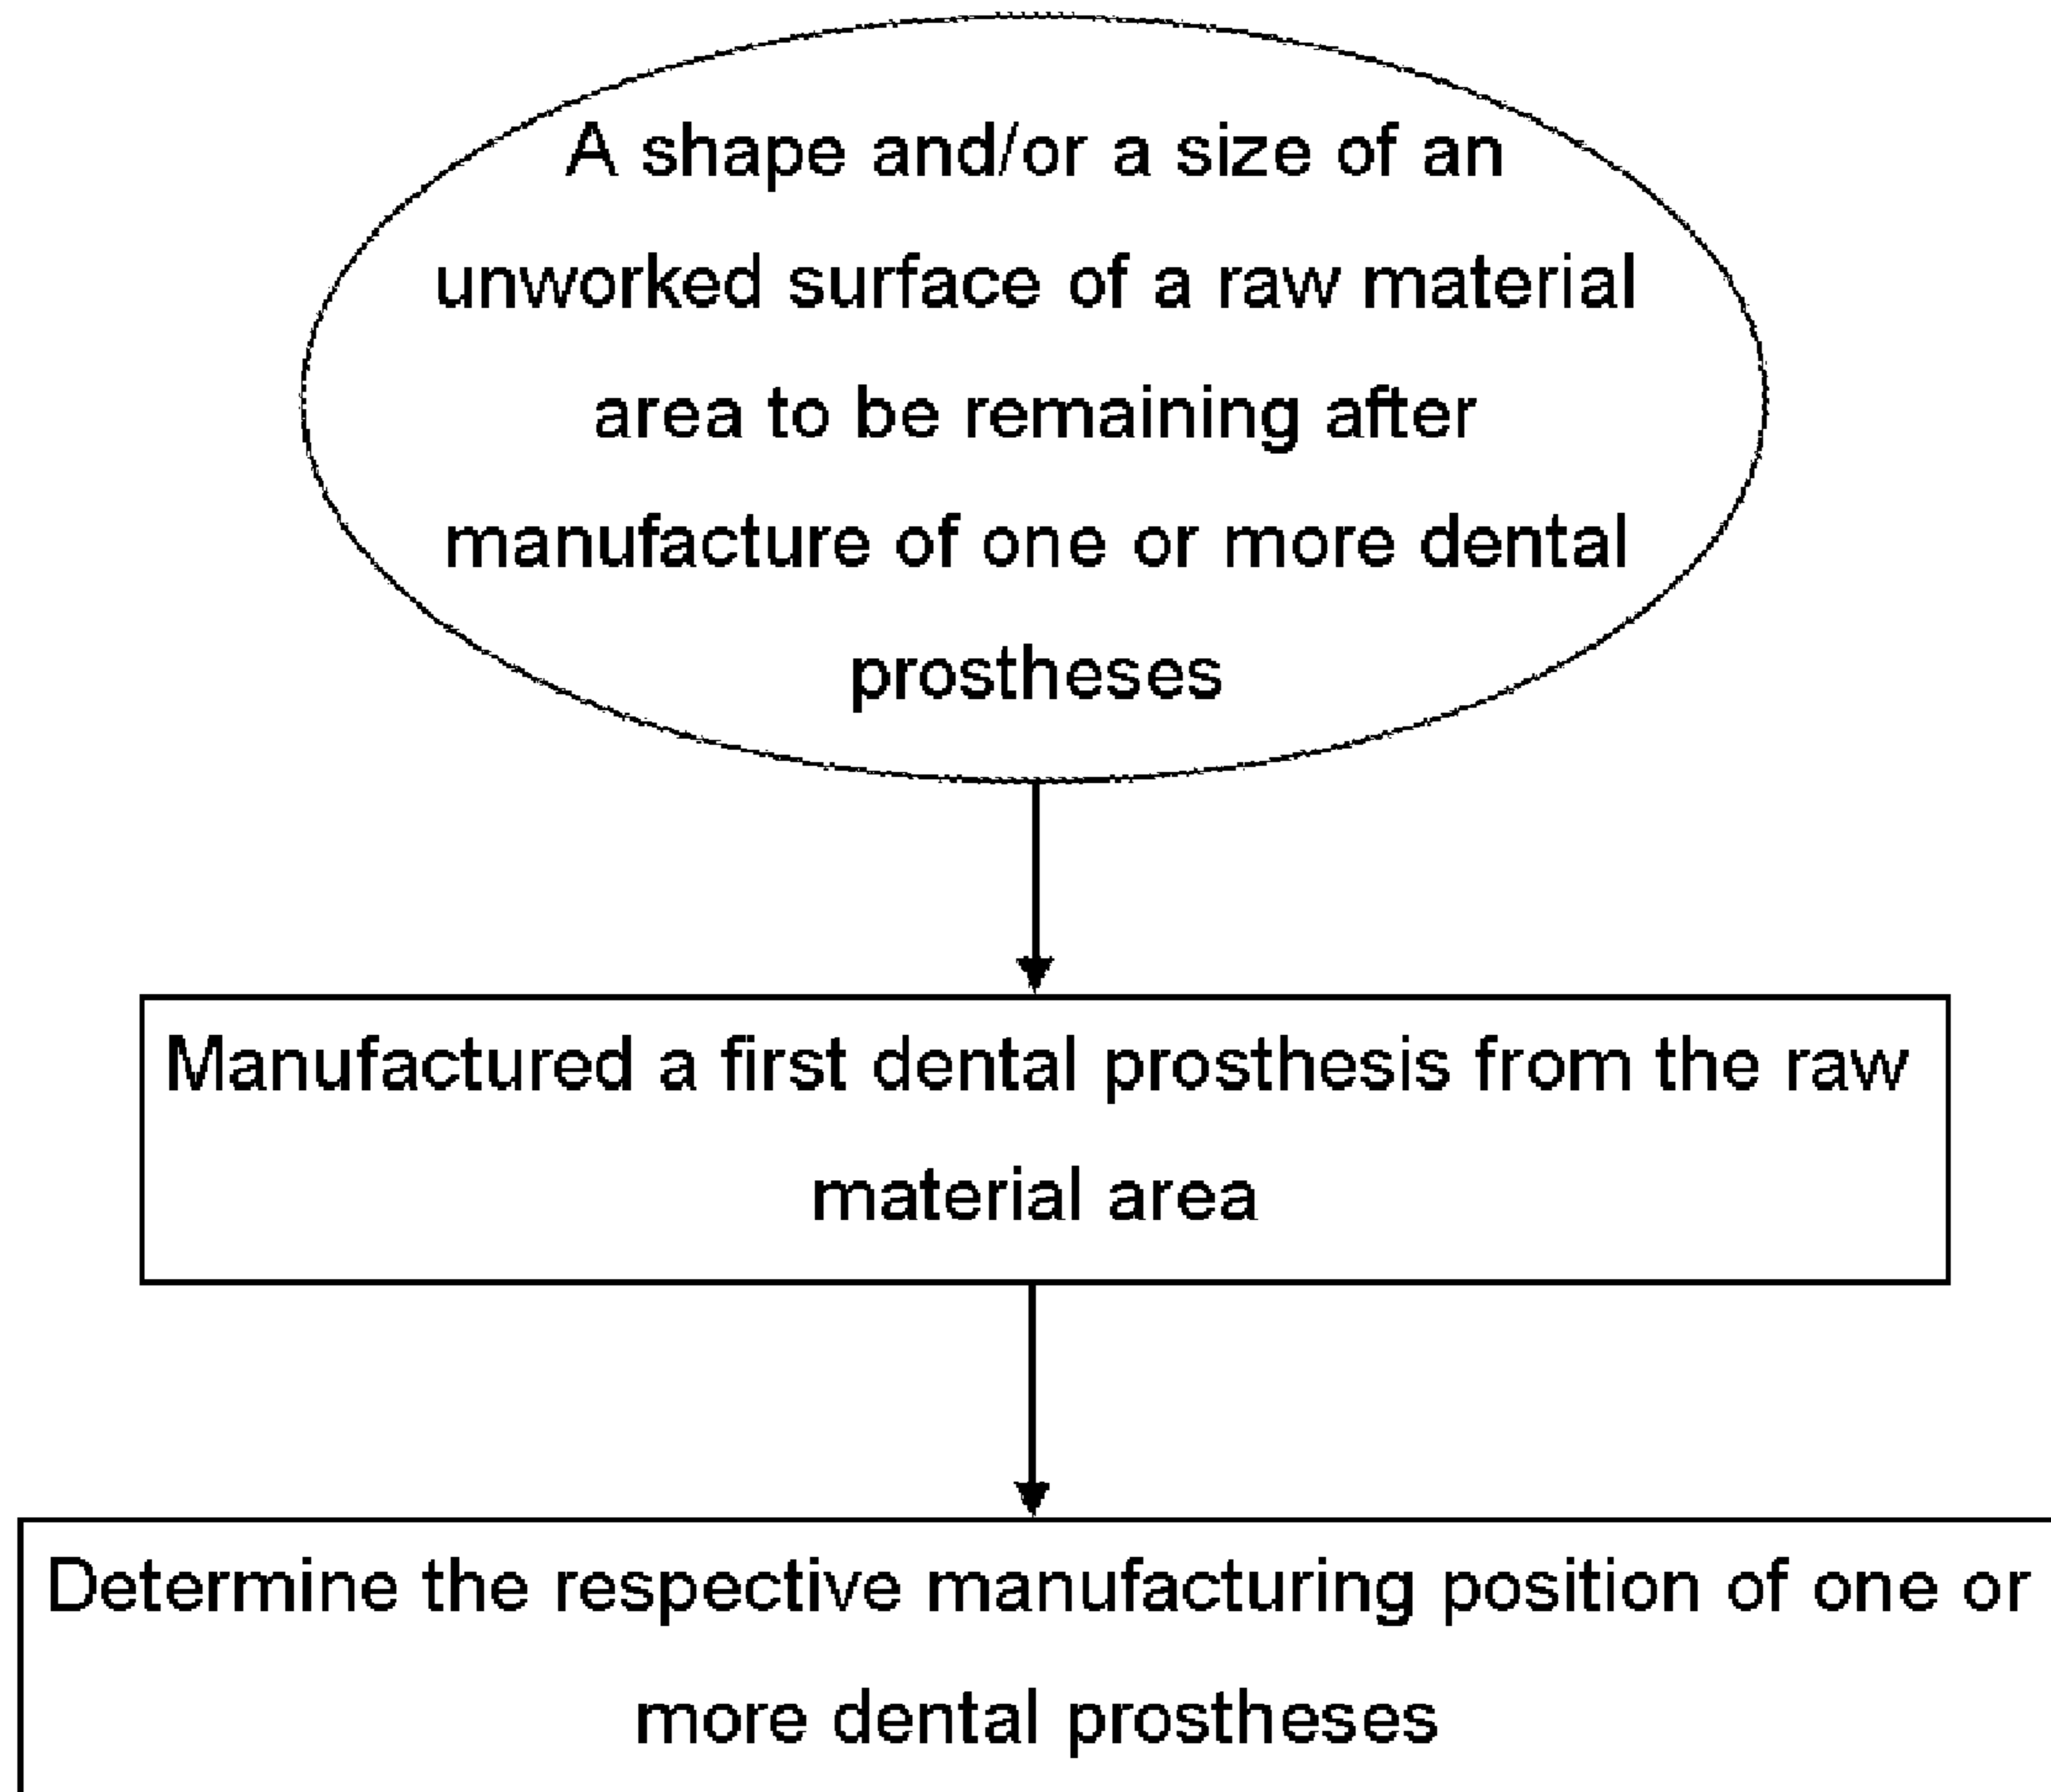 A shape and/or a size of an
unworked surface of a raw material
area to be remaining after
manufacture of one or more dental
prostheses
Manufactured a first dental prosthesis from the raw
material area
Determine the respective manufacturing position of one or
more dental prostheses